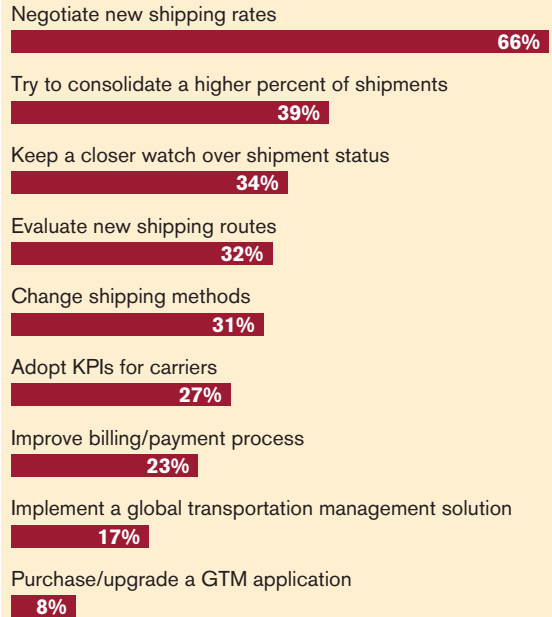 Negotiate new shipping rates
66%
Try to consolidate a higher percent of shipments
39%
Keep a closer watch over shipment status
34%
Evaluate new shipping routes
32%
Change shipping methods
31%
Adopt KPIs for carriers
27%
Improve billing/payment process
23%
Implement a global transportation management solution
17%
Purchase/upgrade a GTM application
8%